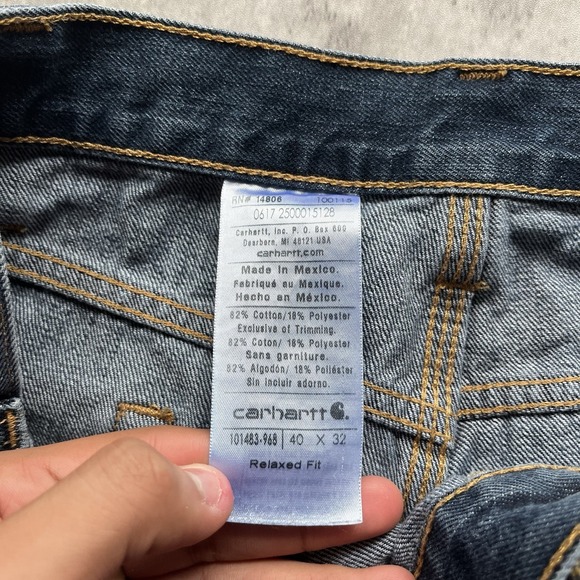 RN# 14806
0617 2500015128
Carhartt, Inc. P. O. Box 600
Dearborn, MI 48121 USA
carhartt.com
Made in Mexico.
Fabriqué au Mexique.
Hecho en México.
82% Cotton/18% Polyester
Exclusive of Trimming.
82% Coton/ 18% Polyester
Sans garniture.
82% Algodón/ 18% Poliéster
Sin incluir adorno.
carhartt
101483-968 40 X 32
Relaxed Fit